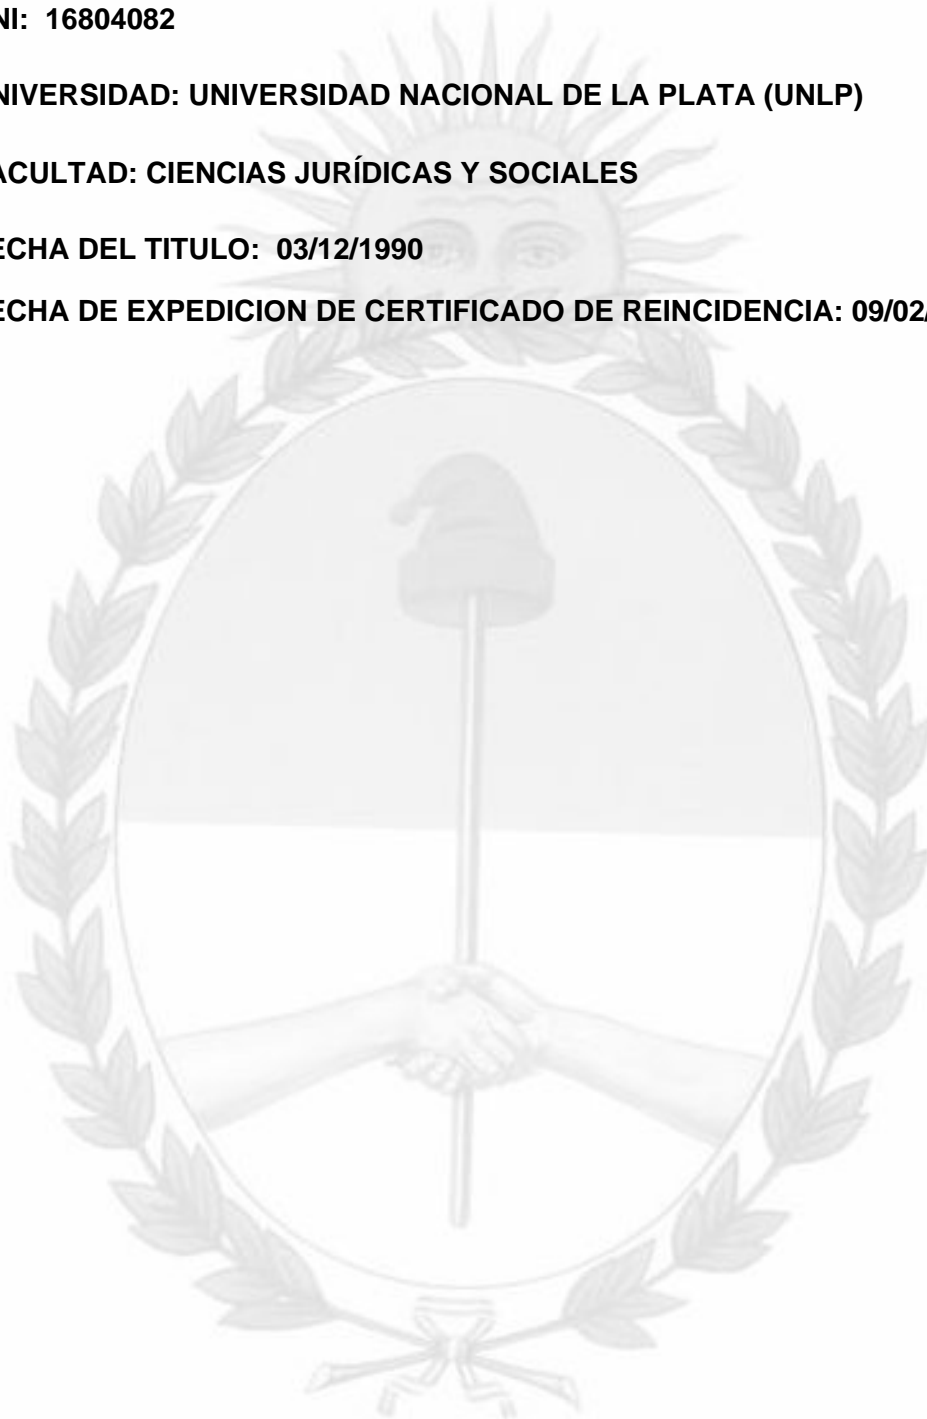 NI: 16804082
NIVERSIDAD: UNIVERSIDAD NACIONAL DE LA PLATA (UNLP)
ACULTAD: CIENCIAS JURÍDICAS Y SOCIALES
ECHA DEL TITULO: 03/12/1990
ECHA DE EXPEDICION DE CERTIFICADO DE REINCIDENCIA: 09/02/